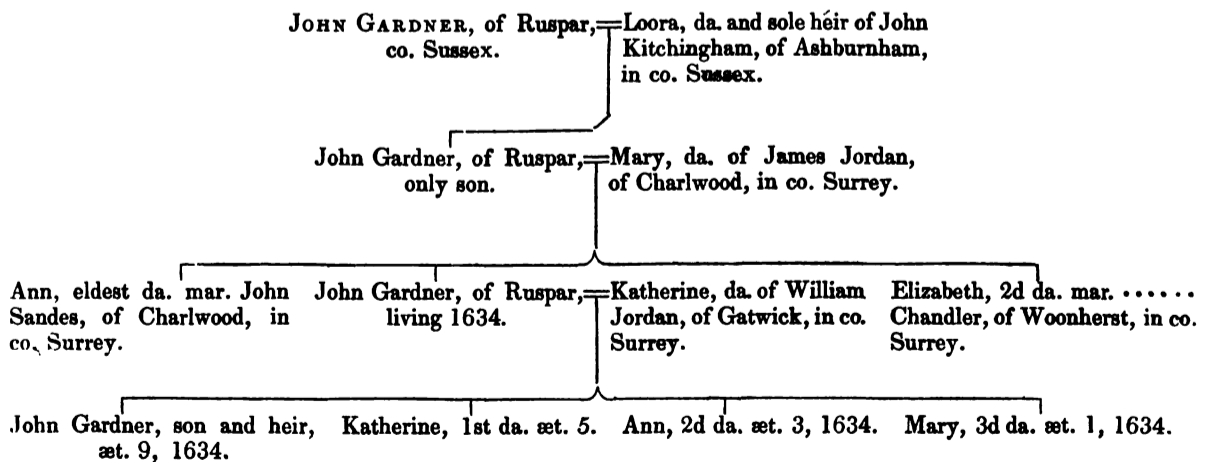 JOHN GARDNER, of Ruspar,
co. Sussex.
Loora, da. and sole héir of John
Kitchingham, of Ashburnham,
in co. Sussex.
John Gardner, of Ruspar,
only son.
Mary, da. of James Jordan,
of Charlwood, in co. Surrey.
Ann, eldest da. mar. John
Sandes, of Charlwood, in
co. Surrey.
John Gardner, of Ruspar,
living 1634.
Katherine, da. of William
Jordan, of Gatwick, in co.
Surrey.
Elizabeth, 2d da. mar. ······
Chandler, of Woonherst, in co.
Surrey.
John Gardner, son and heir,
æt. 9, 1634.
Katherine, 1st da. æt. 5.
Ann, 2d da. æt. 3, 1634.
Mary, 3d da. æt. 1, 1634.